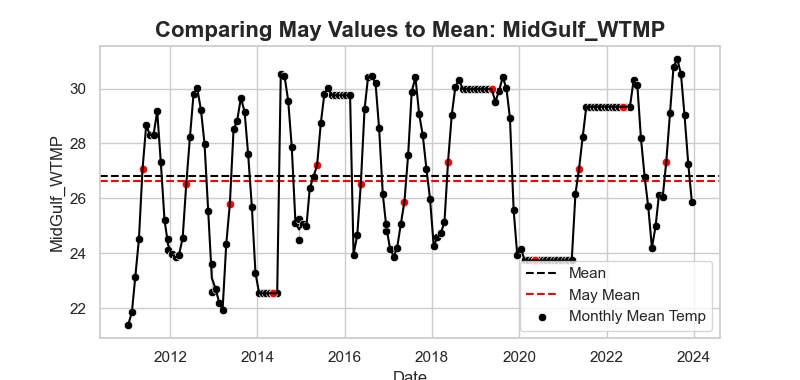 Comparing May Values to Mean: MidGulf_WTMP
MidGulf_WTMP
30
28
26
24
22
2012
2014
2016
2018
2020
2022
2024
Date
Mean
May Mean
Monthly Mean Temp